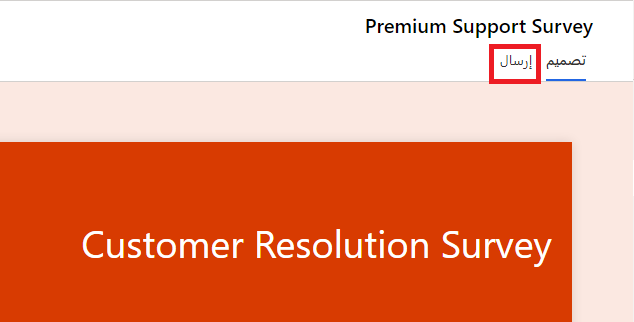 Premium Support Survey
تصميم إرسال
Customer Resolution Survey